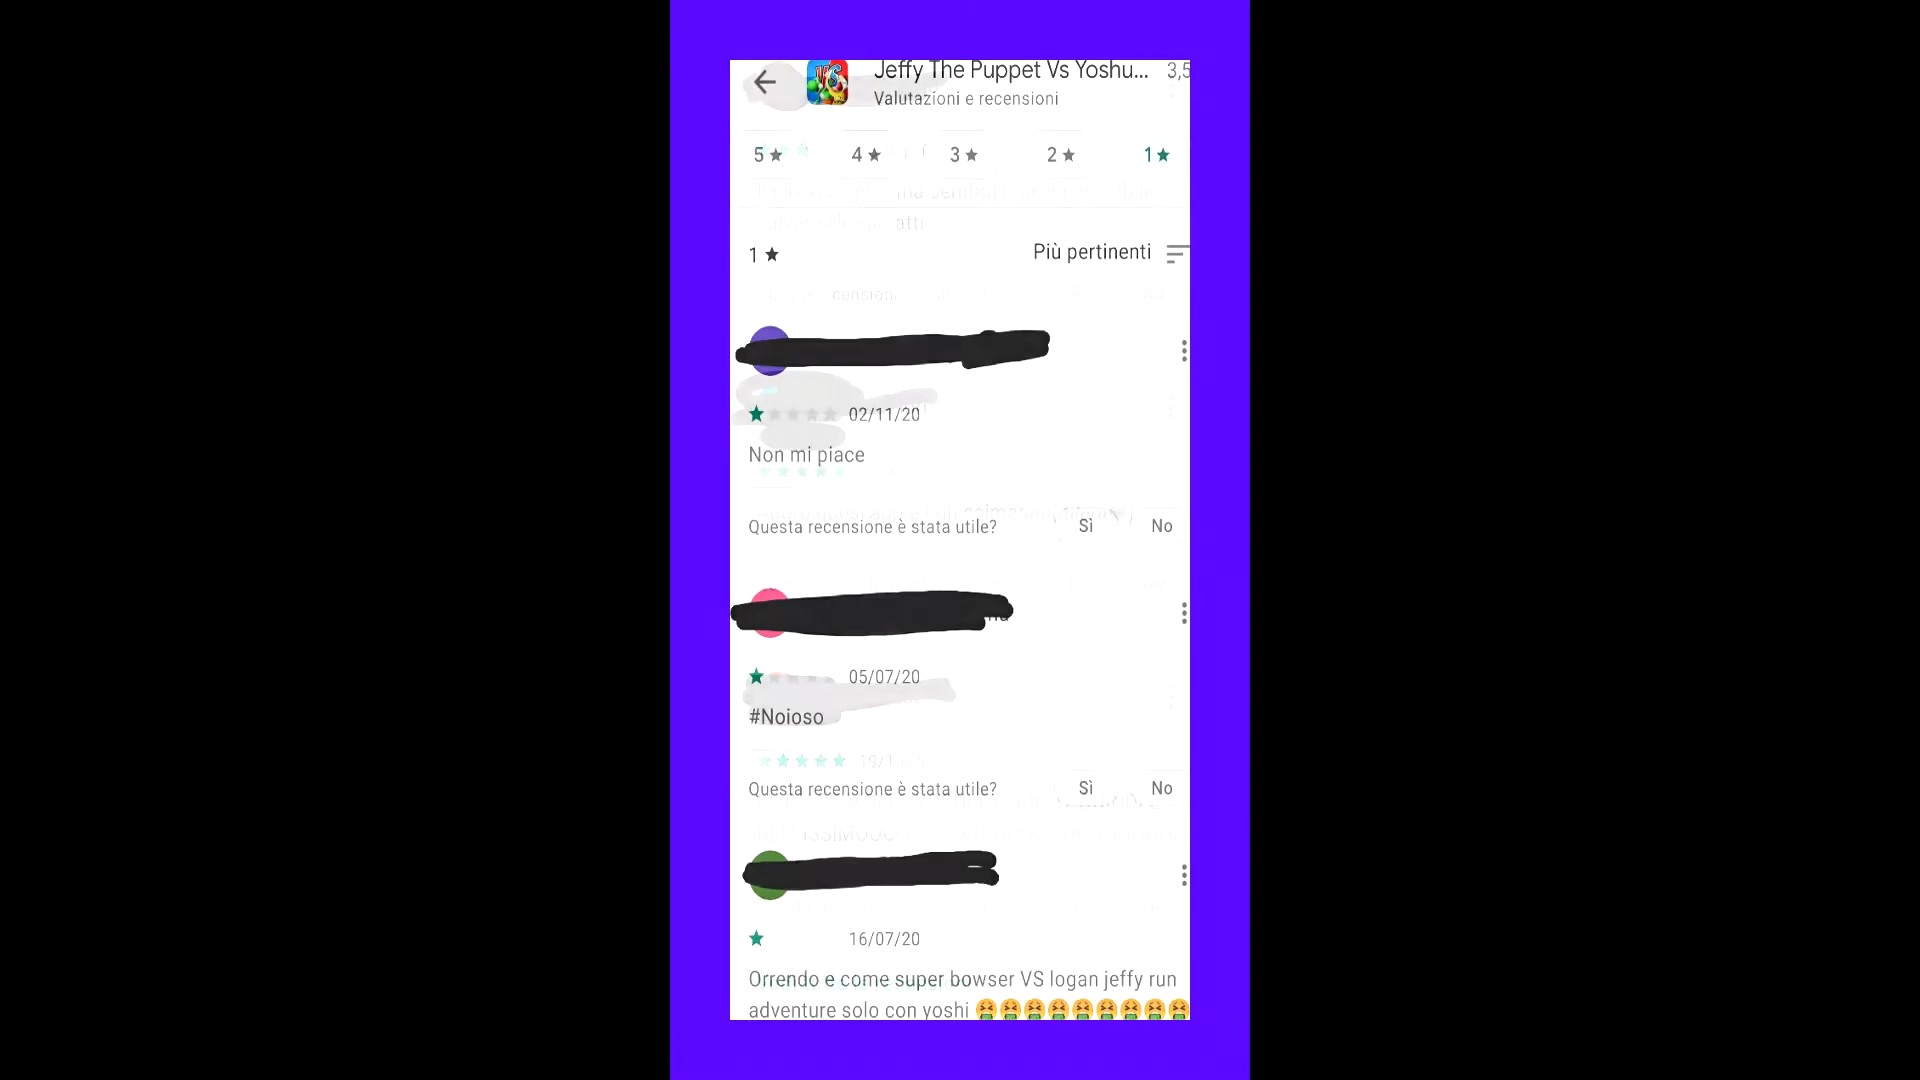 Jeffy The Puppet Vs Yoshu... 3,5
Valutazioni e recensioni
5★ 4★ 3★ 2★ 1★
1 ★ Più pertinenti
02/11/20
Non mi piace
Questa recensione è stata utile? Sì No
05/07/20
#Noioso
Questa recensione è stata utile? Sì No
16/07/20
Orrendo e come super bowser VS logan jeffy run
adventure solo con yoshi 🤮🤮🤮🤮🤮🤮🤮🤮🤮